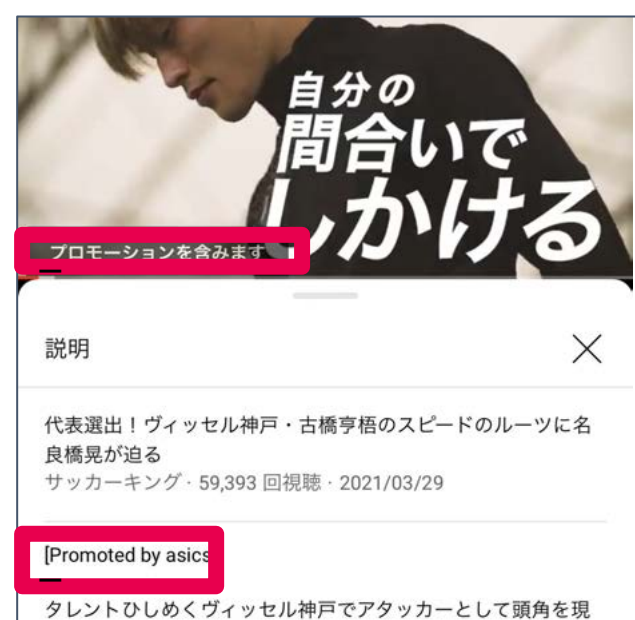 自分の
間合いで
しかける
プロモーションを含みます
説明
代表選出！ヴィッセル神戸・古橋亨梧のスピードのルーツに名
良橋晃が迫る
サッカーキング · 59,393 回視聴 · 2021/03/29
[Promoted by asics
タレントひしめくヴィッセル神戸でアタッカーとして頭角を現